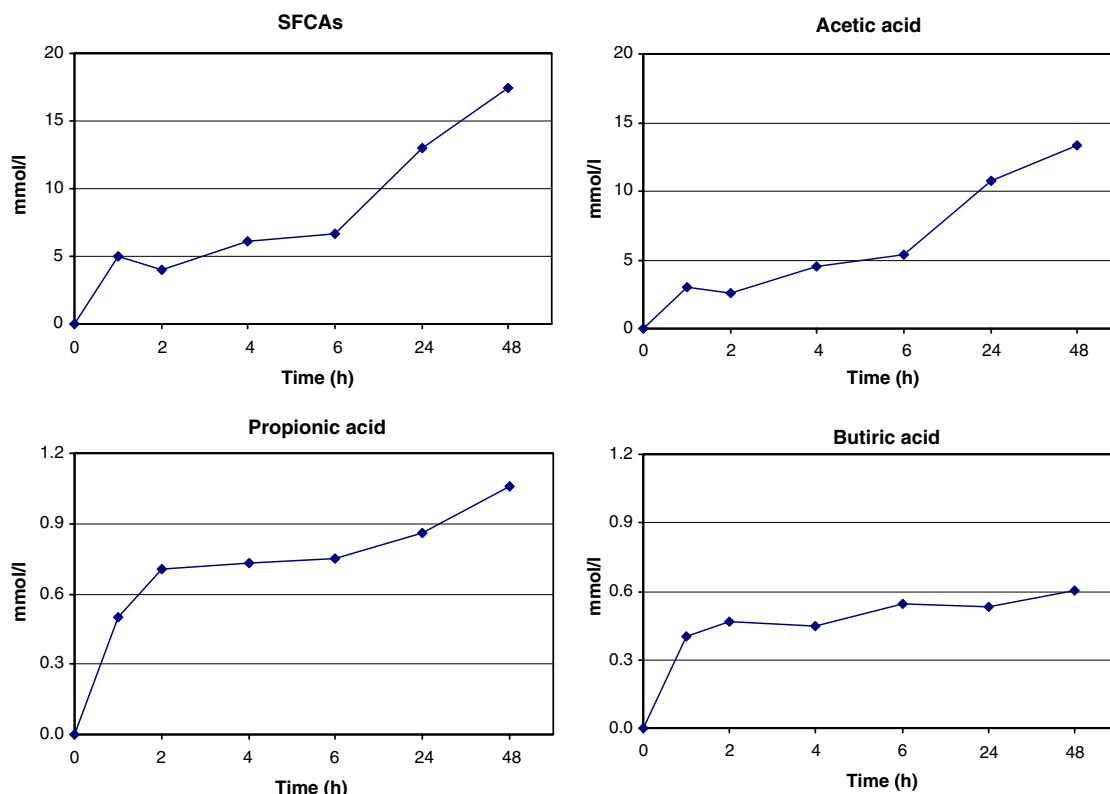 SFCAs
20
15
10
5
0
mmol/l
0 2 4 6 24 48
Time (h)
Acetic acid
20
15
10
5
0
mmol/l
0 2 4 6 24 48
Time (h)
Propionic acid
1.2
0.9
0.6
0.3
0.0
mmol/l
0 2 4 6 24 48
Time (h)
Butiric acid
1.2
0.9
0.6
0.3
0.0
mmol/l
0 2 4 6 24 48
Time (h)